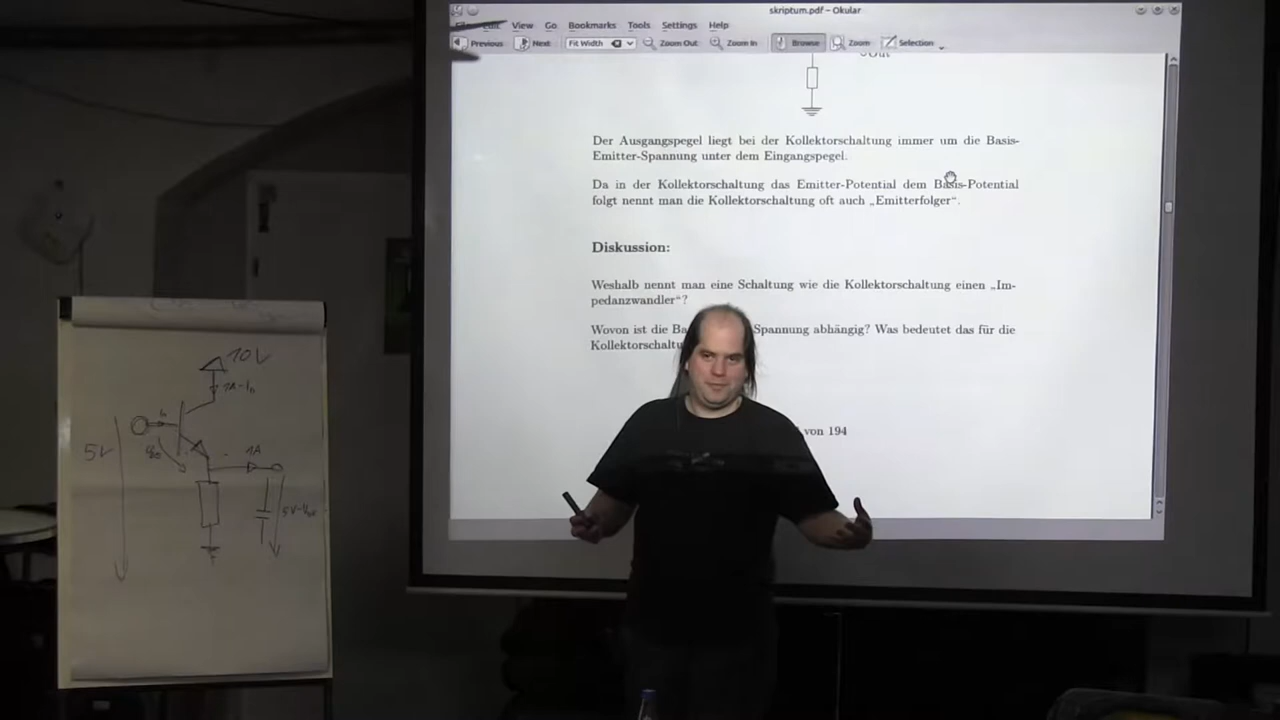 skriptum.pdf – Okular
View Go Bookmarks Tools Settings Help
Previous Next Fit Width Zoom Out Zoom In Browse Zoom Selection
Der Ausgangspegel liegt bei der Kollektorschaltung immer um die Basis-
Emitter-Spannung unter dem Eingangspegel.
Da in der Kollektorschaltung das Emitter-Potential dem Basis-Potential
folgt nennt man die Kollektorschaltung oft auch „Emitterfolger“.
Diskussion:
Weshalb nennt man eine Schaltung wie die Kollektorschaltung einen „Im-
pedanzwandler“?
Wovon ist die Ba Spannung abhängig? Was bedeutet das für die
Kollektorschaltu
von 194
10V
5V
1A